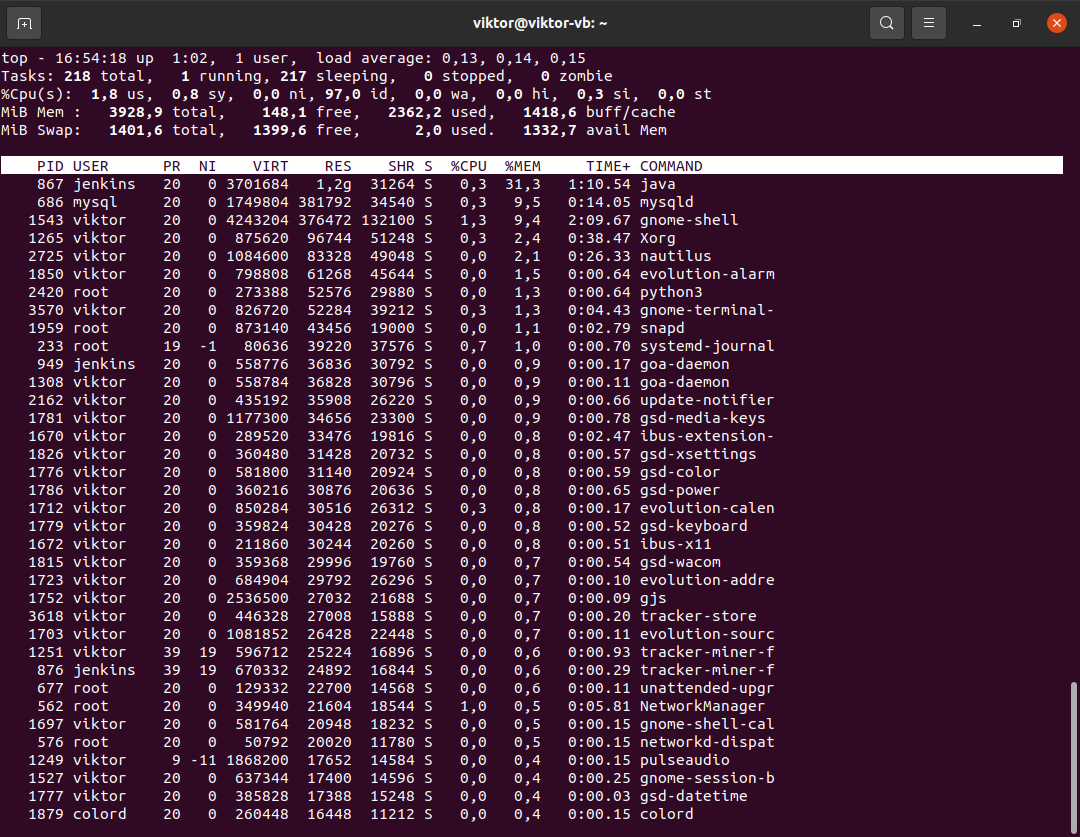 viktor@viktor-vb: ~
top - 16:54:18 up  1:02,  1 user,  load average: 0,13, 0,14, 0,15
Tasks: 218 total,   1 running, 217 sleeping,   0 stopped,   0 zombie
%Cpu(s):  1,8 us,  0,8 sy,  0,0 ni, 97,0 id,  0,0 wa,  0,0 hi,  0,3 si,  0,0 st
MiB Mem :   3928,9 total,    148,1 free,   2362,2 used,   1418,6 buff/cache
MiB Swap:   1401,6 total,   1399,6 free,      2,0 used.   1332,7 avail Mem
PID USER      PR  NI    VIRT    RES    SHR S  %CPU  %MEM     TIME+ COMMAND
867 jenkins   20   0 3701684   1,2g  31264 S   0,3  31,3   1:10.54 java
686 mysql     20   0 1749804 381792  34540 S   0,3   9,5   0:14.05 mysqld
1543 viktor    20   0 4243204 376472 132100 S   1,3   9,4   2:09.67 gnome-shell
1265 viktor    20   0  875620  96744  51248 S   0,3   2,4   0:38.47 Xorg
2725 viktor    20   0 1084600  83328  49048 S   0,0   2,1   0:26.33 nautilus
1850 viktor    20   0  798808  61268  45644 S   0,0   1,5   0:00.64 evolution-alarm
2420 root      20   0  273388  52576  29880 S   0,0   1,3   0:00.64 python3
3570 viktor    20   0  826720  52284  39212 S   0,3   1,3   0:04.43 gnome-terminal-
1959 root      20   0  873140  43456  19000 S   0,0   1,1   0:02.79 snapd
233 root      19  -1   80636  39220  37576 S   0,7   1,0   0:00.70 systemd-journal
949 jenkins   20   0  558776  36836  30792 S   0,0   0,9   0:00.17 goa-daemon
1308 viktor    20   0  558784  36828  30796 S   0,0   0,9   0:00.11 goa-daemon
2162 viktor    20   0  435192  35908  26220 S   0,0   0,9   0:00.66 update-notifier
1781 viktor    20   0 1177300  34656  23300 S   0,0   0,9   0:00.78 gsd-media-keys
1670 viktor    20   0  289520  33476  19816 S   0,0   0,8   0:02.47 ibus-extension-
1826 viktor    20   0  360480  31428  20732 S   0,0   0,8   0:00.57 gsd-xsettings
1776 viktor    20   0  581800  31140  20924 S   0,0   0,8   0:00.59 gsd-color
1786 viktor    20   0  360216  30876  20636 S   0,0   0,8   0:00.65 gsd-power
1712 viktor    20   0  850284  30516  26312 S   0,3   0,8   0:00.17 evolution-calen
1779 viktor    20   0  359824  30428  20276 S   0,0   0,8   0:00.52 gsd-keyboard
1672 viktor    20   0  211860  30244  20260 S   0,0   0,8   0:00.51 ibus-x11
1815 viktor    20   0  359368  29996  19760 S   0,0   0,7   0:00.54 gsd-wacom
1723 viktor    20   0  684904  29792  26296 S   0,0   0,7   0:00.10 evolution-addre
1752 viktor    20   0 2536500  27032  21688 S   0,0   0,7   0:00.09 gjs
3618 viktor    20   0  446328  27008  15888 S   0,0   0,7   0:00.20 tracker-store
1703 viktor    20   0 1081852  26428  22448 S   0,0   0,7   0:00.11 evolution-sourc
1251 viktor    39  19  596712  25224  16896 S   0,0   0,6   0:00.93 tracker-miner-f
876 jenkins   39  19  670332  24892  16844 S   0,0   0,6   0:00.29 tracker-miner-f
677 root      20   0  129332  22700  14568 S   0,0   0,6   0:00.11 unattended-upgr
562 root      20   0  349940  21604  18544 S   1,0   0,5   0:05.81 NetworkManager
1697 viktor    20   0  581764  20948  18232 S   0,0   0,5   0:00.15 gnome-shell-cal
576 root      20   0   50792  20020  11780 S   0,0   0,5   0:00.15 networkd-dispat
1249 viktor     9 -11 1868200  17652  14584 S   0,0   0,4   0:00.15 pulseaudio
1527 viktor    20   0  637344  17400  14596 S   0,0   0,4   0:00.25 gnome-session-b
1777 viktor    20   0  385828  17388  15248 S   0,0   0,4   0:00.03 gsd-datetime
1879 colord    20   0  260448  16448  11212 S   0,0   0,4   0:00.15 colord